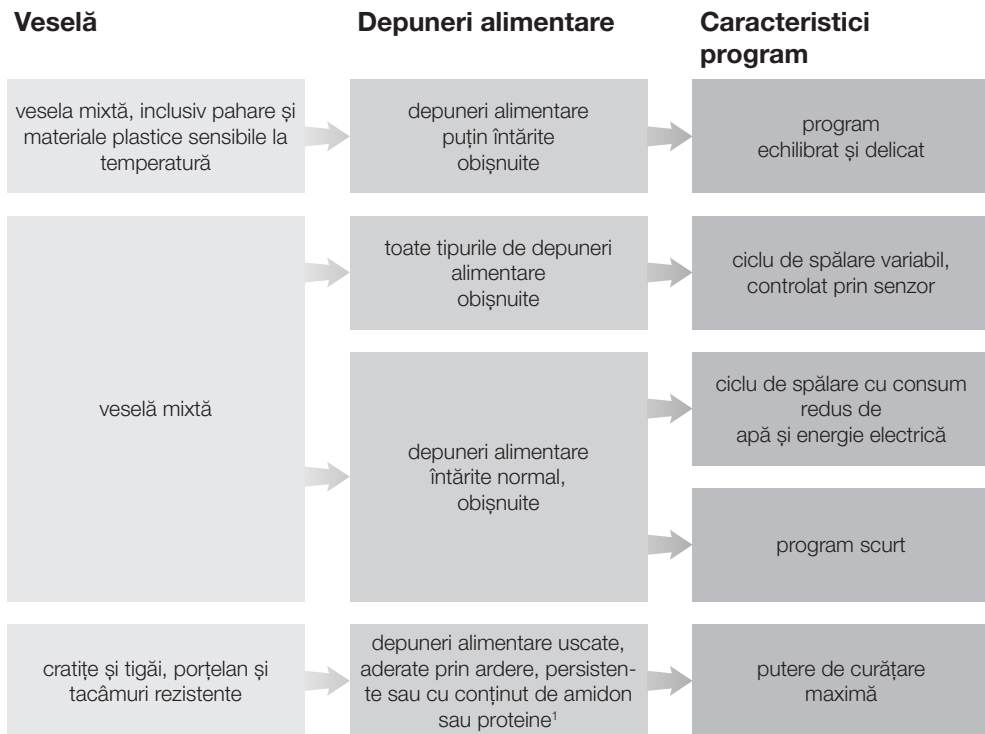 Veselă
Depuneri alimentare
Caracteristici
program
vesela mixtă, inclusiv pahare și
materiale plastice sensibile la
temperatură
depuneri alimentare
puțin întărite
obișnuite
program
echilibrat și delicat
veselă mixtă
toate tipurile de depuneri
alimentare
obișnuite
ciclu de spălare variabil,
controlat prin senzor
depuneri alimentare
întărite normal,
obișnuite
ciclu de spălare cu consum
redus de
apă și energie electrică
program scurt
cratițe și tigăi, porțelan și
tacâmuri rezistente
depuneri alimentare uscate,
aderate prin ardere, persisten-
te sau cu conținut de amidon
sau proteine¹
putere de curățare
maximă